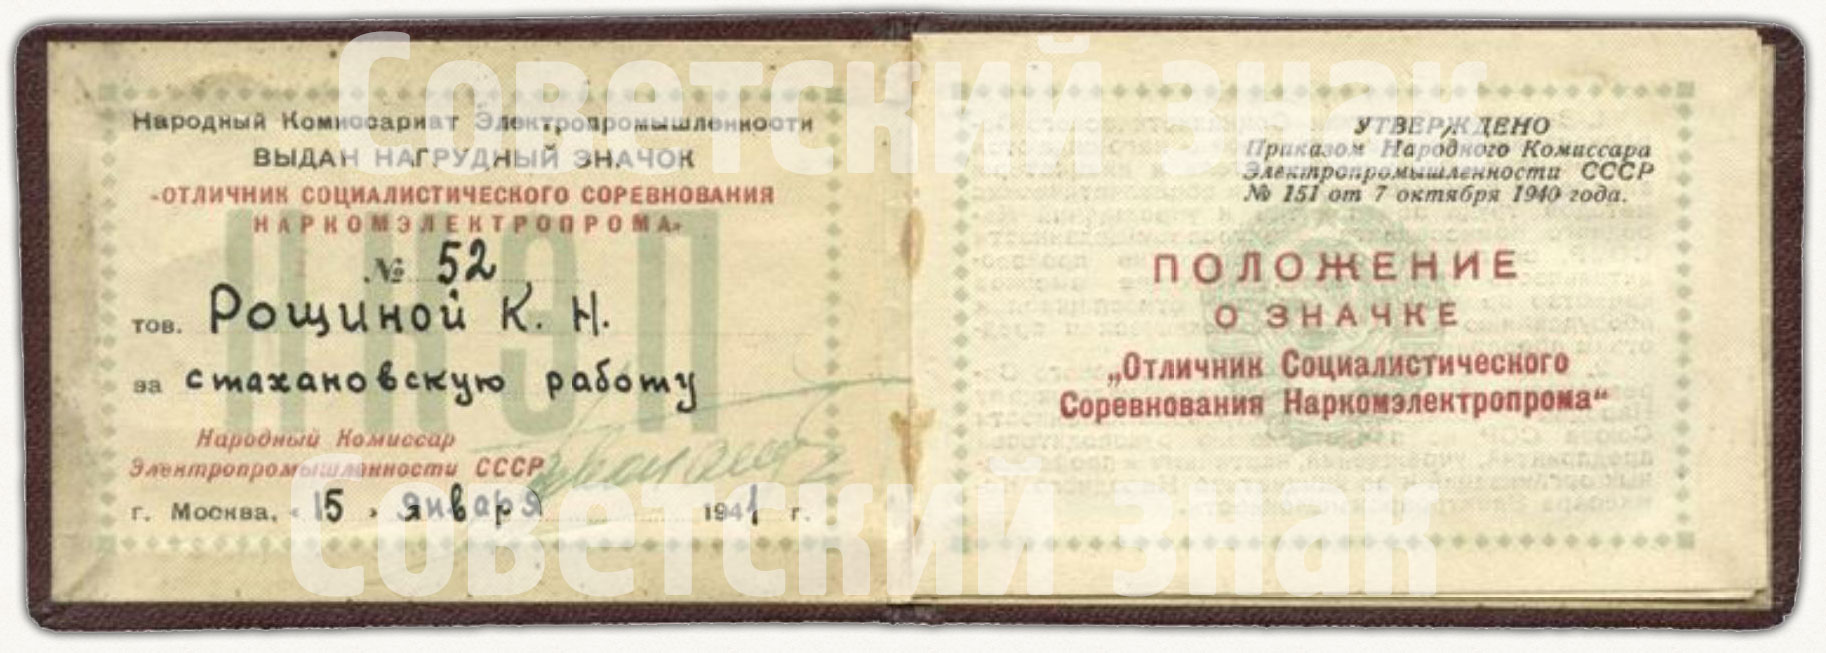 Народный Комиссариат Электропромышленности
ВЫДАН НАГРУДНЫЙ ЗНАЧОК
«ОТЛИЧНИК СОЦИАЛИСТИЧЕСКОГО СОРЕВНОВАНИЯ
НАРКОМЭЛЕКТРОПРОМА»
№ 52
тов. Рощиной К. Н.
за стахановскую работу
Народный Комиссар
Электропромышленности СССР
г. Москва, «15» января 1941 г.
НКЭП
УТВЕРЖДЕНО
Приказом Народного Комиссара
Электропромышленности СССР
№ 151 от 7 октября 1940 года.
ПОЛОЖЕНИЕ
О ЗНАЧКЕ
„Отличник Социалистического
Соревнования Наркомэлектропрома“
Советский знак
Советский знак